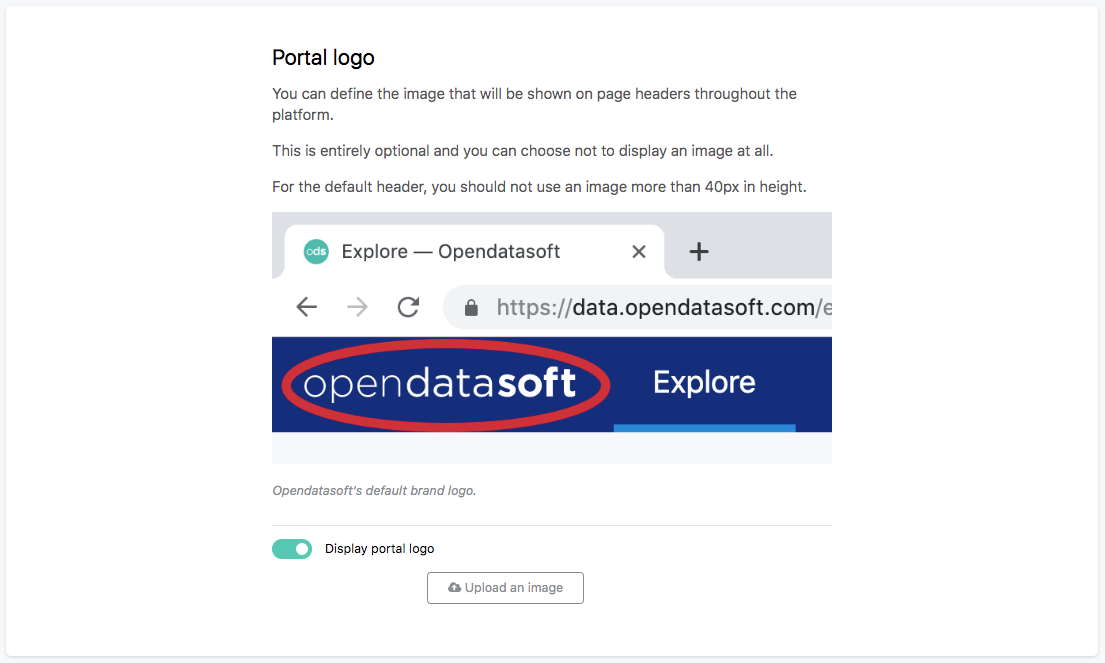 Portal logo
You can define the image that will be shown on page headers throughout the
platform.
This is entirely optional and you can choose not to display an image at all.
For the default header, you should not use an image more than 40px in height.
ods Explore — Opendatasoft
https://data.opendatasoft.com/e
opendatasoft Explore
Opendatasoft's default brand logo.
Display portal logo
Upload an image